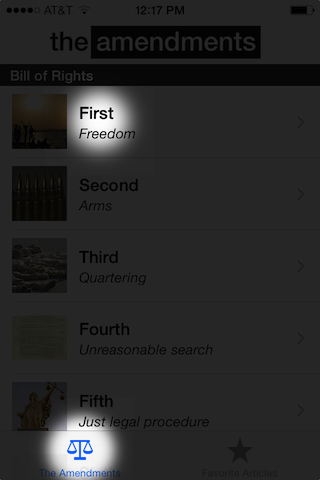 AT&T 12:17 PM
the amendments
Bill of Rights
First
Freedom
Second
Arms
Third
Quartering
Fourth
Unreasonable search
Fifth
Just legal procedure
The Amendments
Favorite Articles